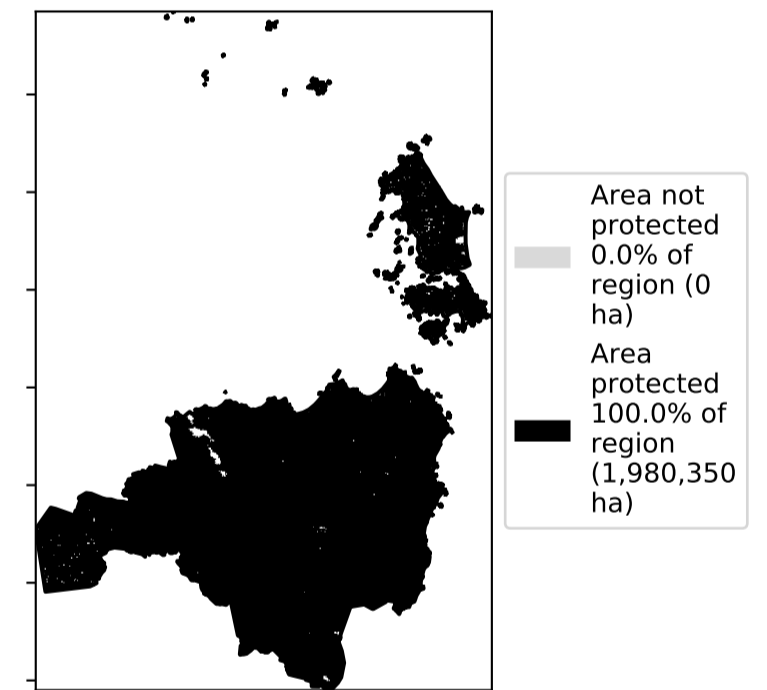 Area not
protected
0.0% of
region (0
ha)
Area
protected
100.0% of
region
(1,980,350
ha)